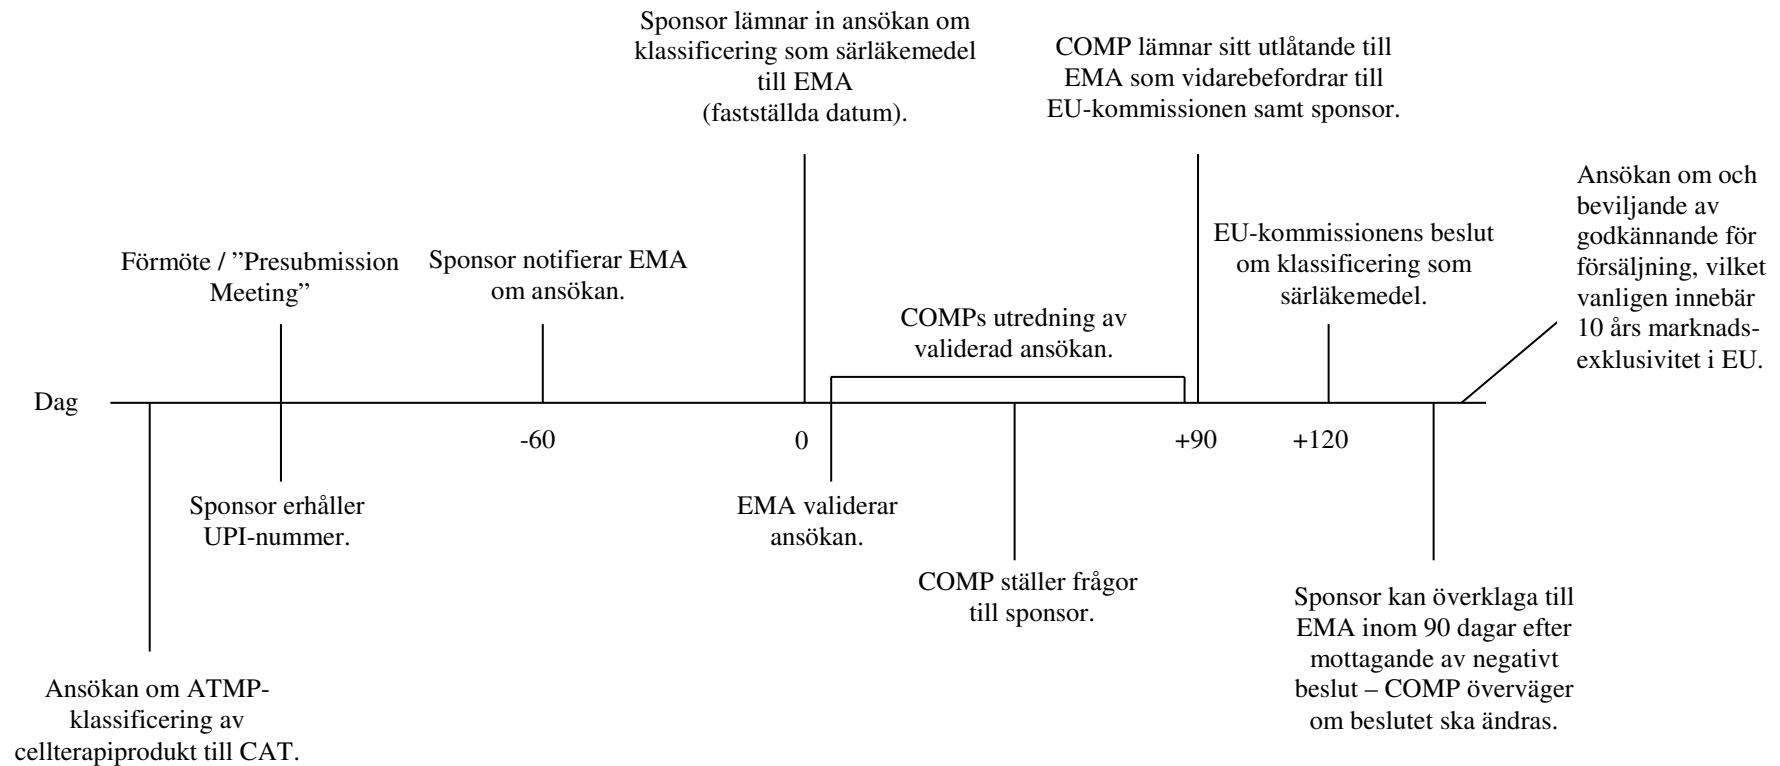 Sponsor lämnar in ansökan om
klassificering som särläkemedel
till EMA
(fastställda datum).
COMP lämnar sitt utlåtande till
EMA som vidarebefordrar till
EU-kommissionen samt sponsor.
Ansökan om och
beviljande av
godkännande för
försäljning, vilket
vanligen innebär
10 års marknads-
exklusivitet i EU.
Förmöte / ”Presubmission
Meeting”
Sponsor notifierar EMA
om ansökan.
EU-kommissionens beslut
om klassificering som
särläkemedel.
COMPs utredning av
validerad ansökan.
Dag
-60
0
+90
+120
Sponsor erhåller
UPI-nummer.
EMA validerar
ansökan.
COMP ställer frågor
till sponsor.
Sponsor kan överklaga till
EMA inom 90 dagar efter
mottagande av negativt
beslut – COMP överväger
om beslutet ska ändras.
Ansökan om ATMP-
klassificering av
cellterapiprodukt till CAT.